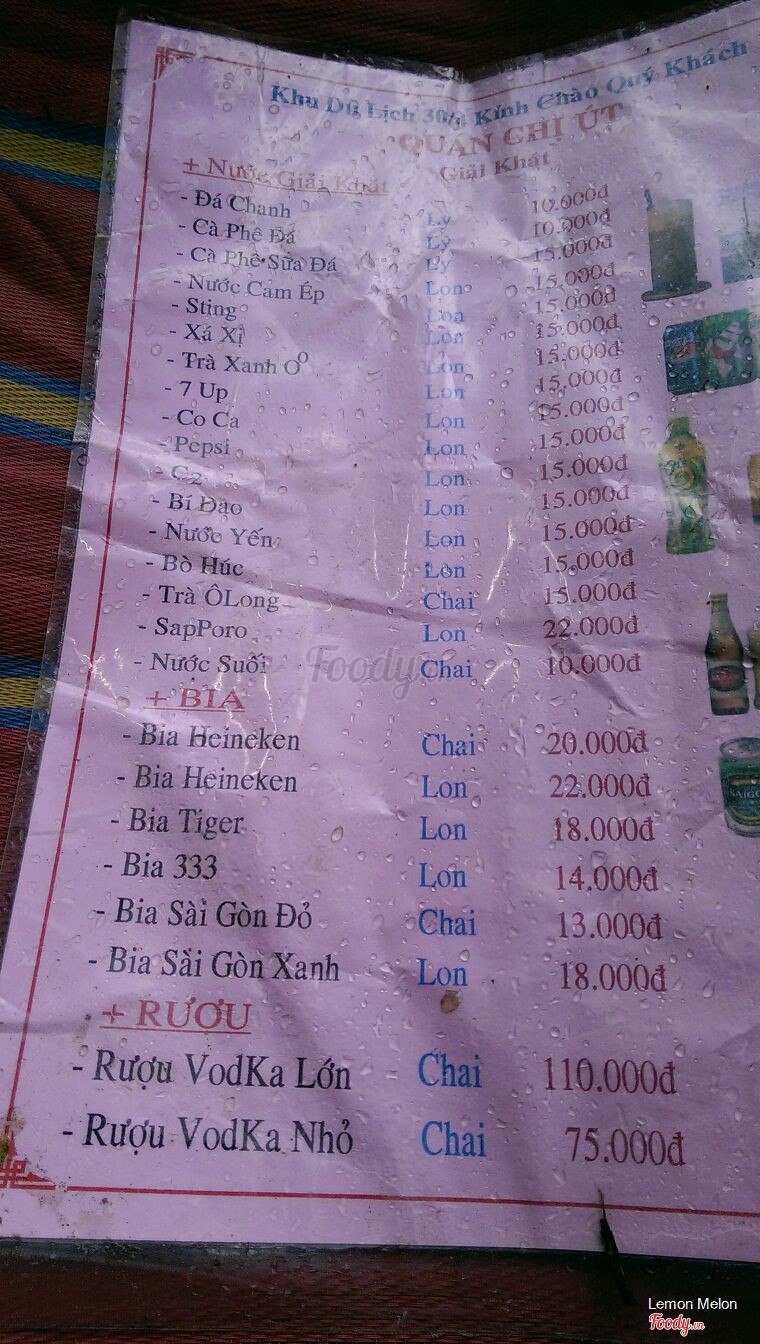 Khu Dü Lịch 30/4 Kính Chào Quý Khách
QUÁN CHỊ ÚT
Giải Khát
+ Nước Giải Khát
- Đá Chanh Ly 10.000đ
- Cà Phê Đá Ly 10.000đ
- Cà Phê Sữa Đá Ly 15.000đ
- Nước Cam Ép Lon 15.000đ
- Sting Lon 15.000đ
- Xá Xị Lon 15.000đ
- Trà Xanh O⁰ Lon 15.000đ
- 7 Up Lon 15.000đ
- Co Ca Lon 15.000đ
- Pepsi Lon 15.000đ
- C2 Lon 15.000đ
- Bí Đao Lon 15.000đ
- Nước Yến Lon 15.000đ
- Bò Húc Lon 15.000đ
- Trà ÔLong Chai 15.000đ
- SapPoro Lon 22.000đ
- Nước Suối Chai 10.000đ
+ BIA
- Bia Heineken Chai 20.000đ
- Bia Heineken Lon 22.000đ
- Bia Tiger Lon 18.000đ
- Bia 333 Lon 14.000đ
- Bia Sài Gòn Đỏ Chai 13.000đ
- Bia Sài Gòn Xanh Lon 18.000đ
+ RƯỢU
- Rượu VodKa Lớn Chai 110.000đ
- Rượu VodKa Nhỏ Chai 75.000đ
Foody.vn
Lemon Melon
Foody.vn